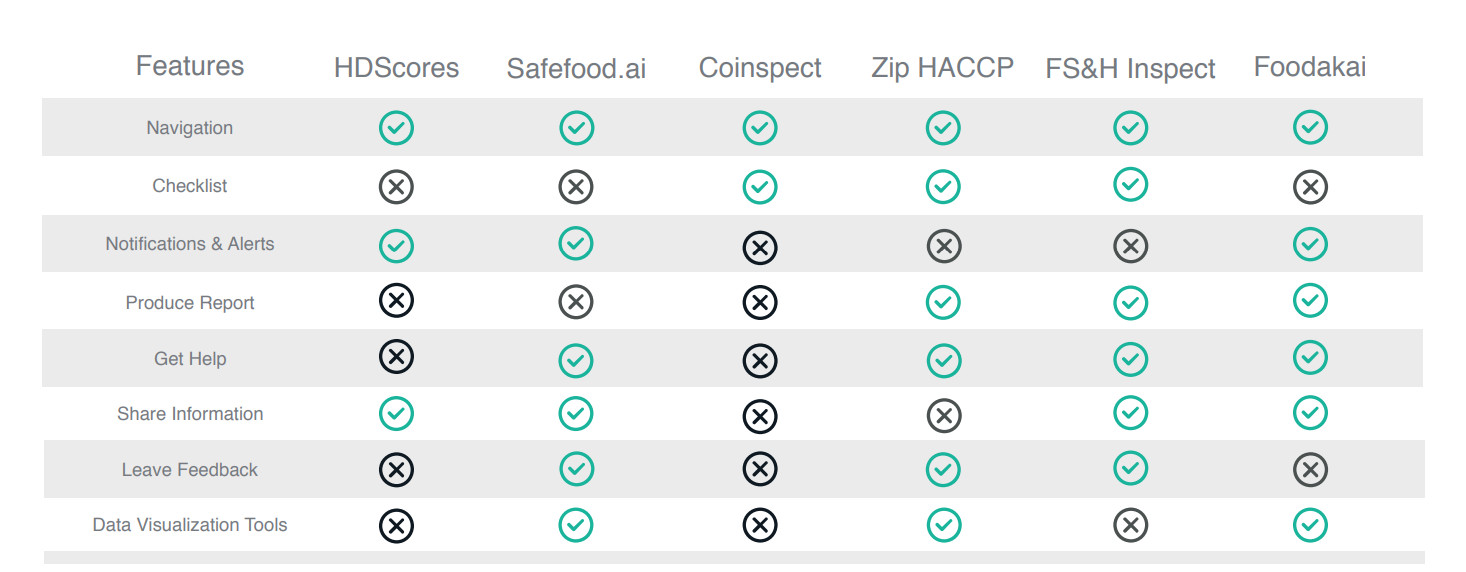 Features HDScores Safefood.ai Coinspect Zip HACCP FS&H Inspect Foodakai
Navigation
Checklist
Notifications & Alerts
Produce Report
Get Help
Share Information
Leave Feedback
Data Visualization Tools